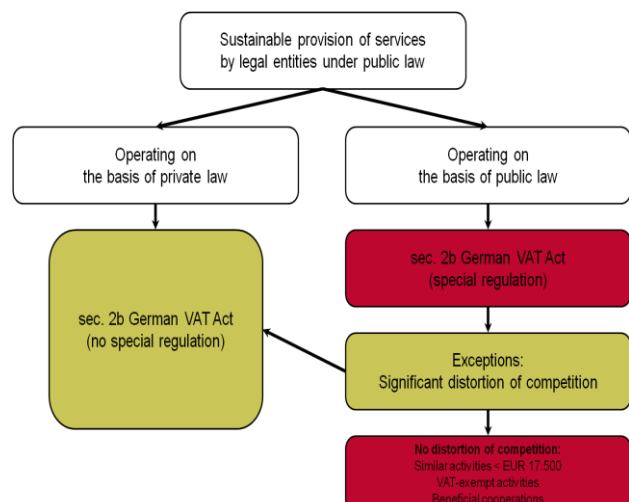 Sustainable provision of services
by legal entities under public law
Operating on
the basis of private law
Operating on
the basis of public law
sec. 2b German VAT Act
(no special regulation)
sec. 2b German VAT Act
(special regulation)
Exceptions:
Significant distortion of competition
No distortion of competition:
Similar activities < EUR 17.500
VAT-exempt activities
Beneficial cooperations